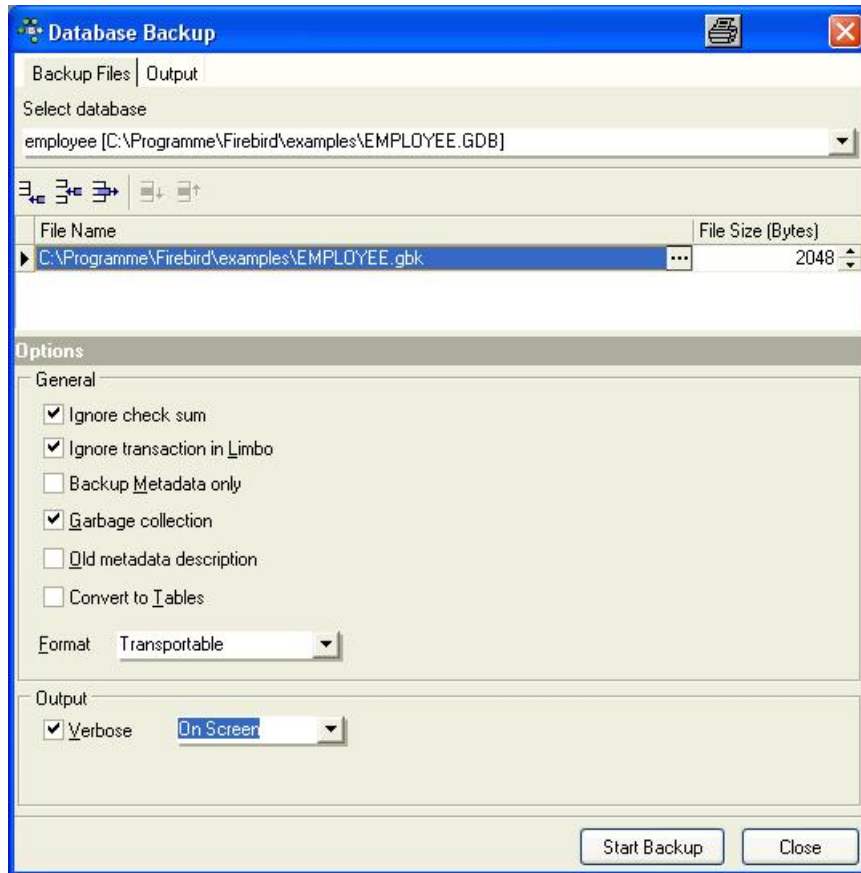 Database Backup
Backup Files Output
Select database
employee [C:\Programme\Firebird\examples\EMPLOYEE.GDB]
File Name File Size (Bytes)
C:\Programme\Firebird\examples\EMPLOYEE.gbk ... 2048
Options
General
Ignore check sum
Ignore transaction in Limbo
Backup Metadata only
Garbage collection
Old metadata description
Convert to Tables
Format Transportable
Output
Verbose On Screen
Start Backup Close